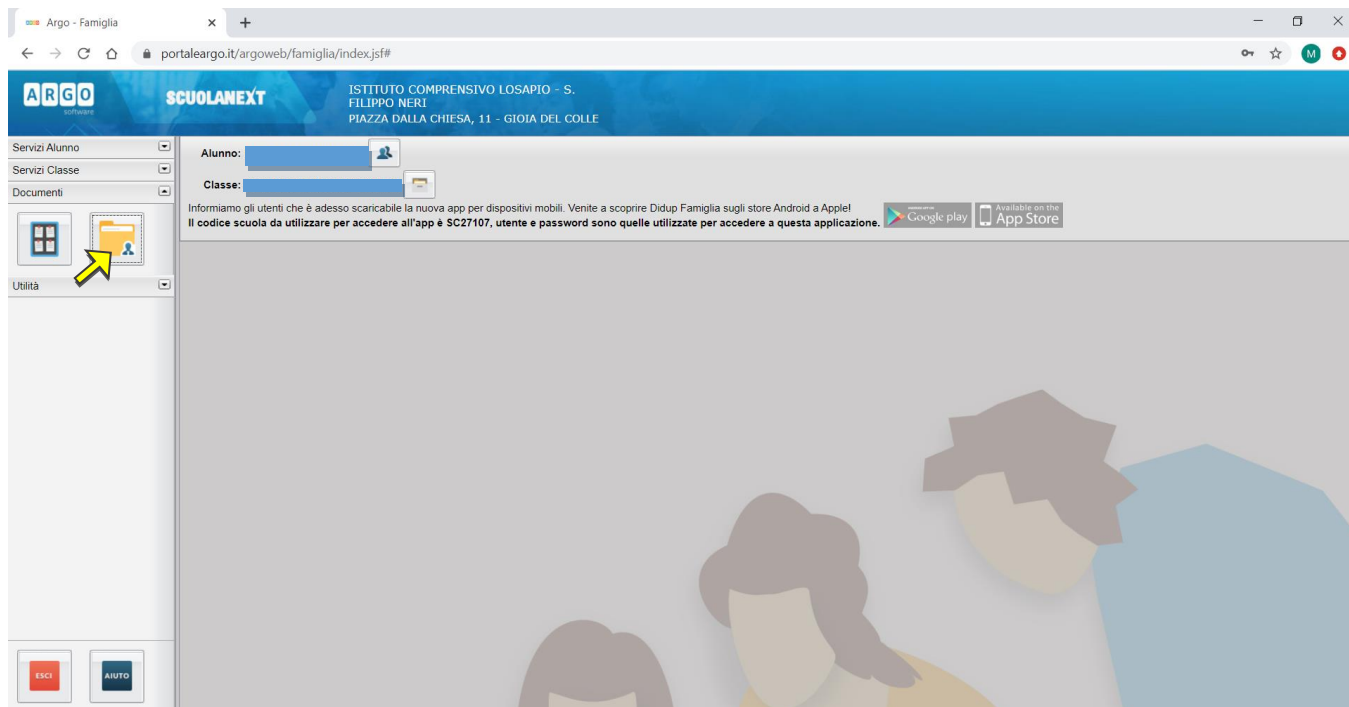 Argo - Famiglia
portaleargo.it/argoweb/famiglia/index.jsf#
M
ARGO
software
SCUOLANEXT
ISTITUTO COMPRENSIVO LOSAPIO - S.
FILIPPO NERI
PIAZZA DALLA CHIESA, 11 - GIOIA DEL COLLE
Servizi Alunno
Servizi Classe
Documenti
Utilità
Alunno:
Classe:
Informiamo gli utenti che è adesso scaricabile la nuova app per dispositivi mobili. Venite a scoprire Didup Famiglia sugli store Android a Apple!
Il codice scuola da utilizzare per accedere all'app è SC27107, utente e password sono quelle utilizzate per accedere a questa applicazione.
Google play
Available on the
App Store
ESCI
AIUTO